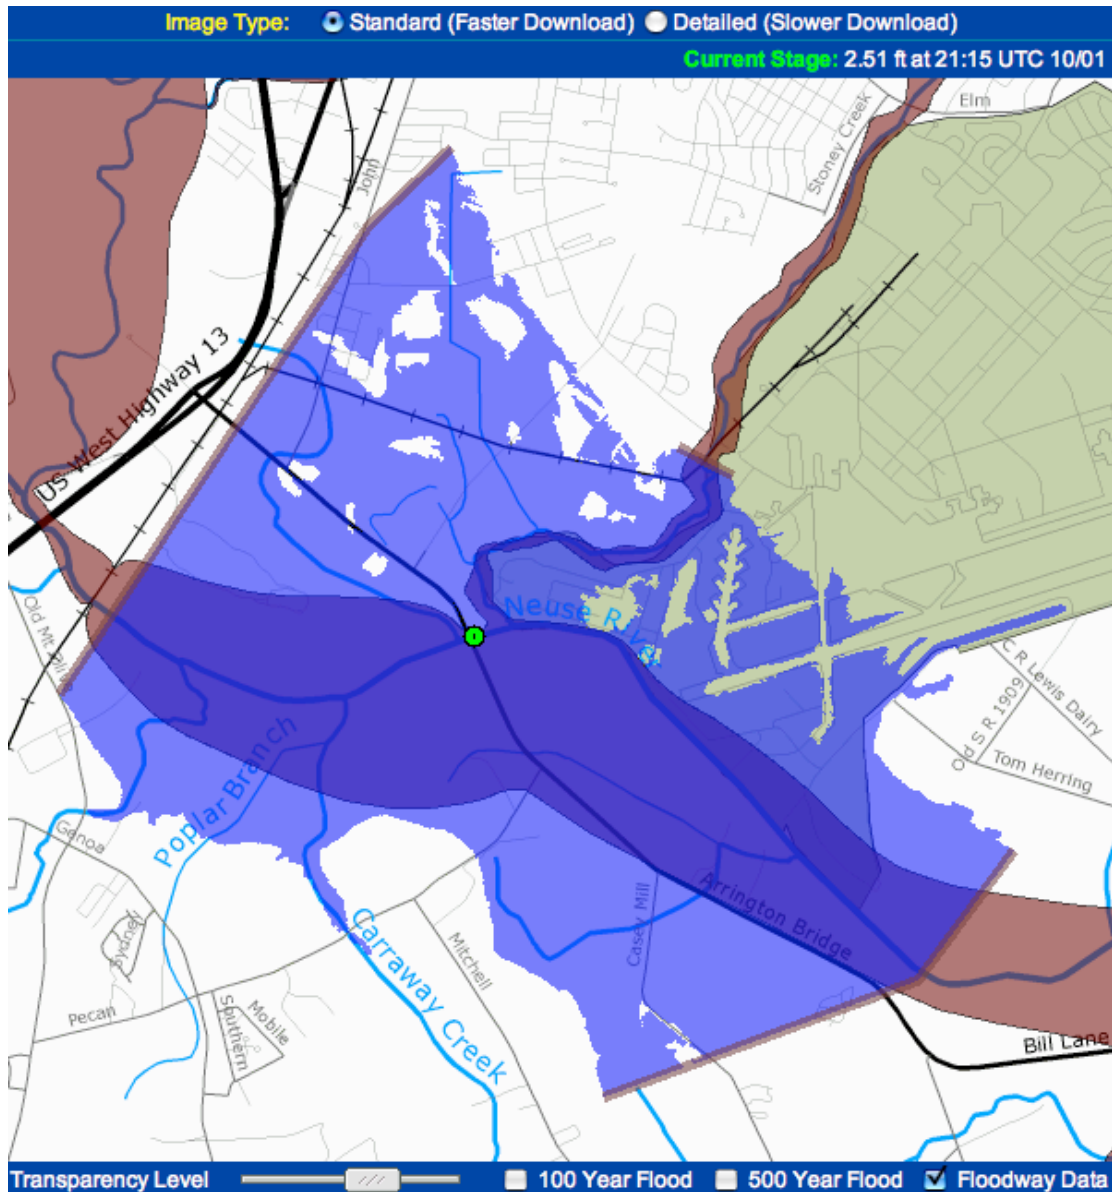 Image Type: Standard (Faster Download) Detailed (Slower Download)
Current Stage: 2.51 ft at 21:15 UTC 10/01
Elm
Stoney Creek
John
US West Highway 13
Neuse River
Old Mt Olive
C R Lewis Dairy
Old S R 1909
Tom Herring
Poplar Branch
Genoa
Arrington Bridge
Casey Mill
Sydney
Carraway Creek
Mitchell
Pecan
Southern
Mobile
Bill Lane
Transparency Level 100 Year Flood 500 Year Flood Floodway Data